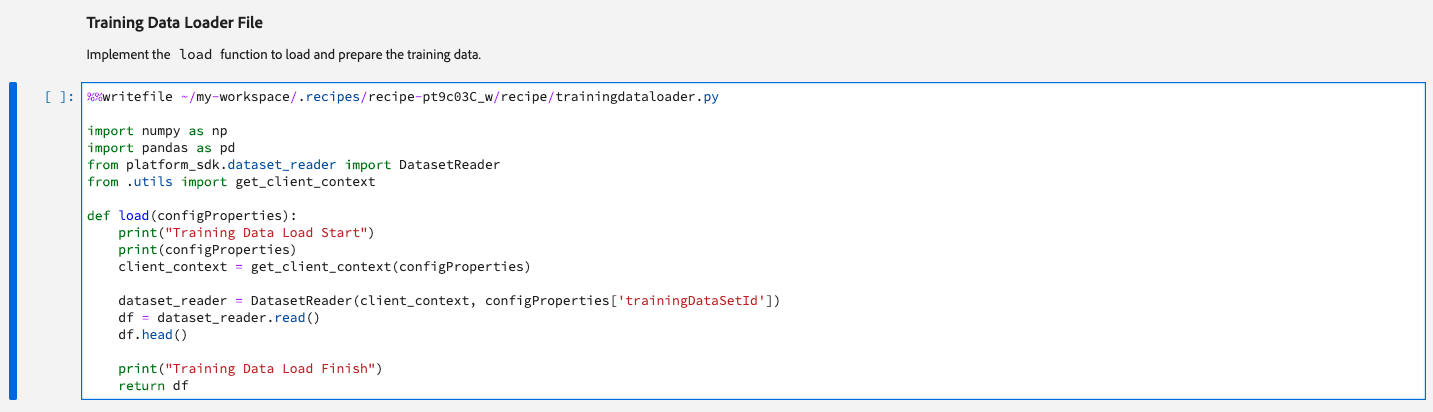 Training Data Loader File
Implement the load function to load and prepare the training data.
[ ]: %%writefile ~/my-workspace/.recipes/recipe-pt9c03C_w/recipe/trainingdataloader.py
import numpy as np
import pandas as pd
from platform_sdk.dataset_reader import DatasetReader
from .utils import get_client_context
def load(configProperties):
    print("Training Data Load Start")
    print(configProperties)
    client_context = get_client_context(configProperties)
    dataset_reader = DatasetReader(client_context, configProperties['trainingDataSetId'])
    df = dataset_reader.read()
    df.head()
    print("Training Data Load Finish")
    return df